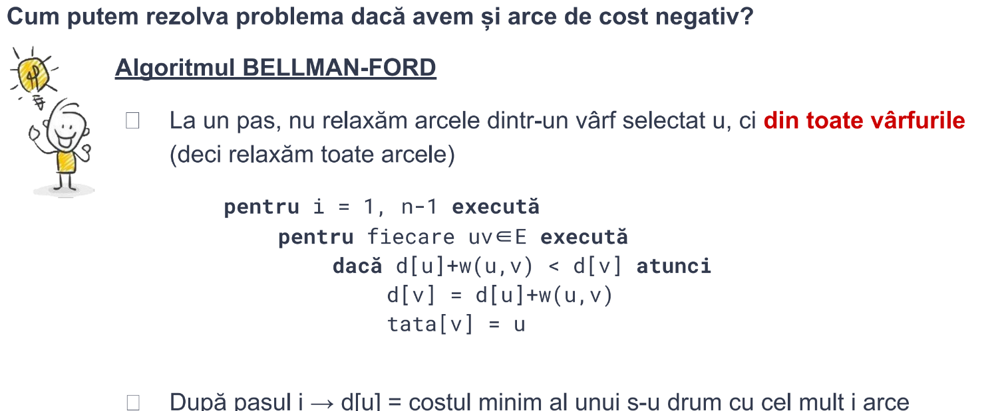 Cum putem rezolva problema dacă avem și arce de cost negativ?
Algoritmul BELLMAN-FORD
La un pas, nu relaxăm arcele dintr-un vârf selectat u, ci din toate vârfurile
(deci relaxăm toate arcele)
pentru i = 1, n-1 execută
pentru fiecare uv∈E execută
dacă d[u]+w(u,v) < d[v] atunci
d[v] = d[u]+w(u,v)
tata[v] = u
După pasul i → d[u] = costul minim al unui s-u drum cu cel mult i arce